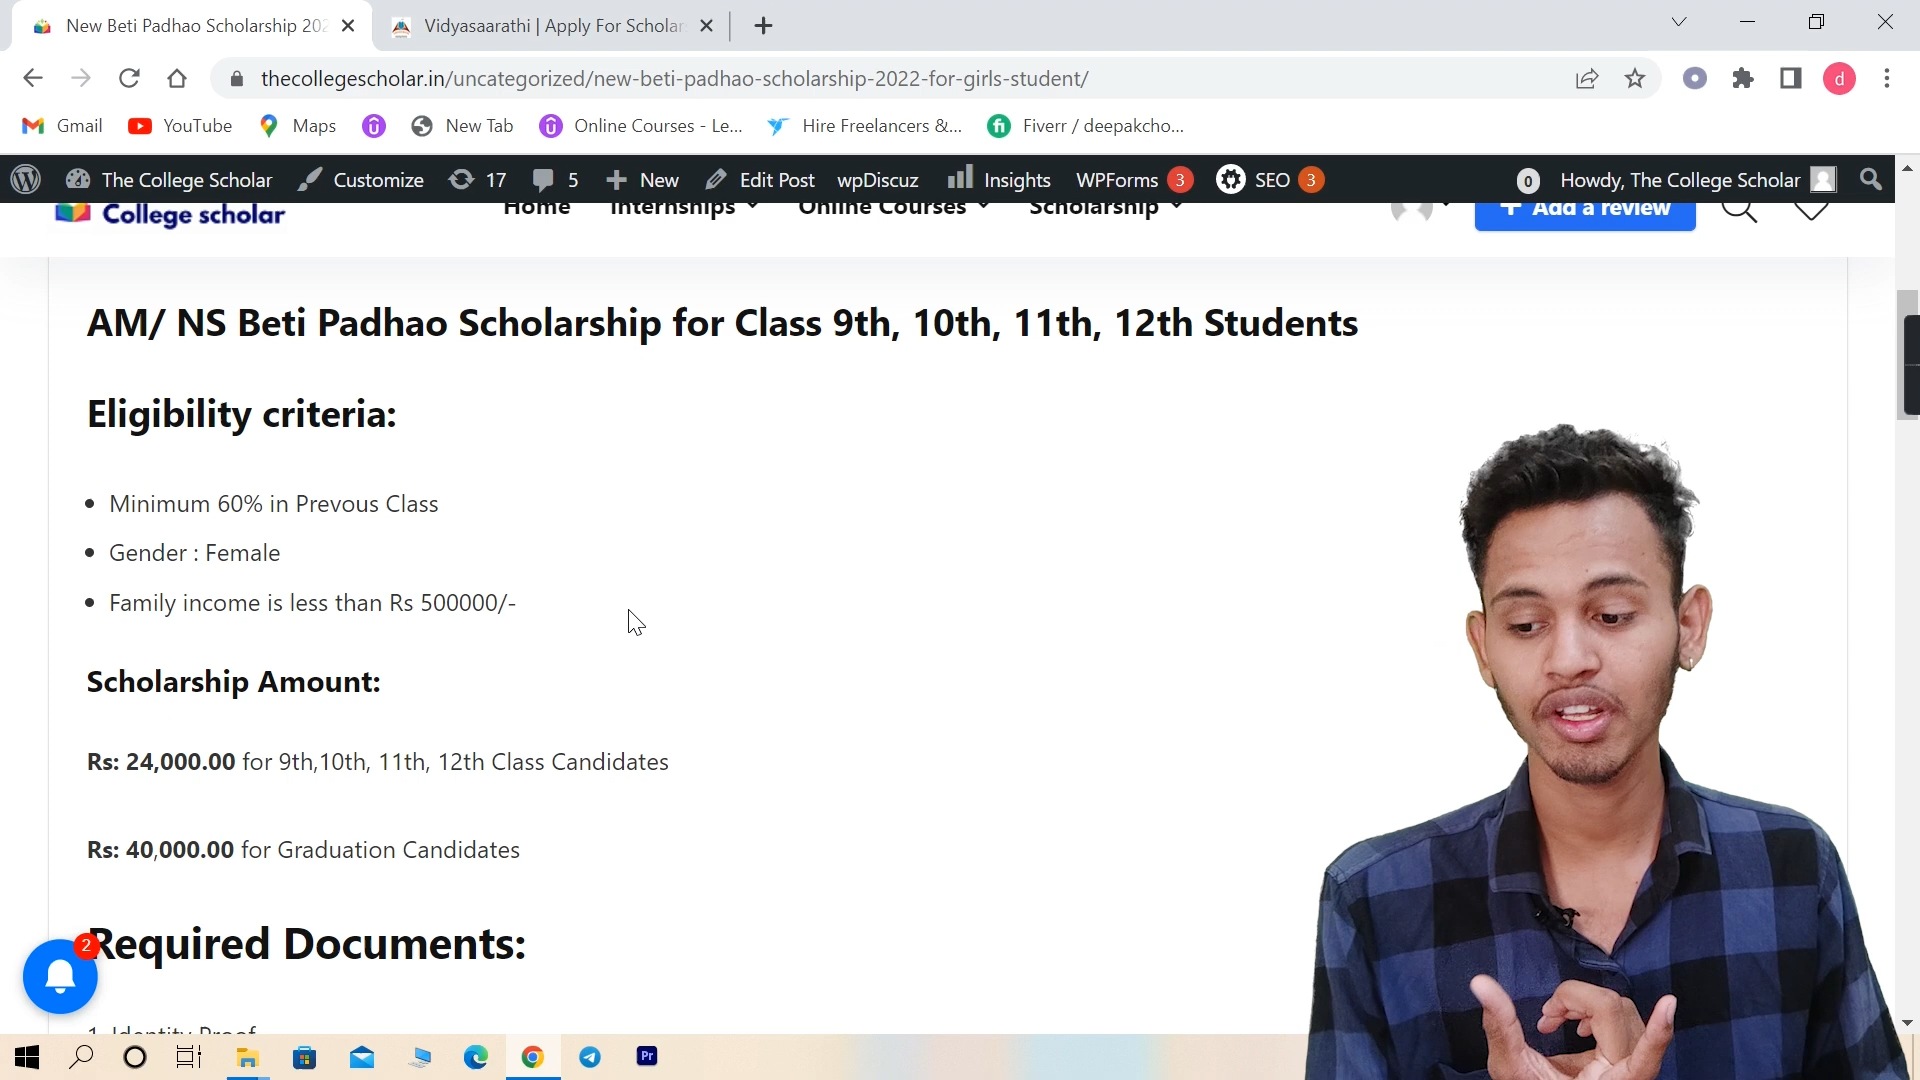 New Beti Padhao Scholarship 202
Vidyasaarathi | Apply For Scholar
thecollegescholar.in/uncategorized/new-beti-padhao-scholarship-2022-for-girls-student/
d
Gmail
YouTube
Maps
New Tab
Online Courses - Le...
Hire Freelancers &...
Fiverr / deepakcho...
The College Scholar
Customize
17
5
New
Edit Post
wpDiscuz
Insights
WPForms 3
SEO 3
0
Howdy, The College Scholar
College scholar
Home
Internships
Online Courses
Scholarship
+ Add a review
AM/ NS Beti Padhao Scholarship for Class 9th, 10th, 11th, 12th Students
Eligibility criteria:
Minimum 60% in Prevous Class
Gender : Female
Family income is less than Rs 500000/-
Scholarship Amount:
Rs: 24,000.00 for 9th,10th, 11th, 12th Class Candidates
Rs: 40,000.00 for Graduation Candidates
Required Documents:
2
1. Identity Proof
Pr